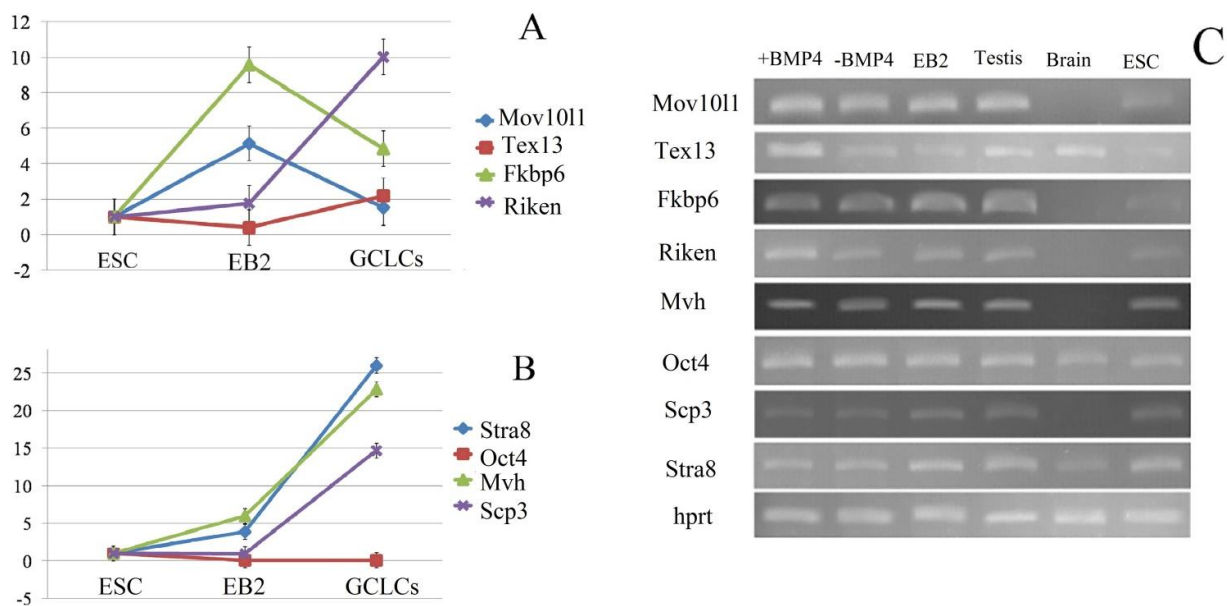 A
12
10
8
6
4
2
0
-2
ESC EB2 GCLCs
Mov10l1
Tex13
Fkbp6
Riken
B
25
20
15
10
5
0
-5
ESC EB2 GCLCs
Stra8
Oct4
Mvh
Scp3
C
+BMP4 -BMP4 EB2 Testis Brain ESC
Mov10l1
Tex13
Fkbp6
Riken
Mvh
Oct4
Scp3
Stra8
hprt